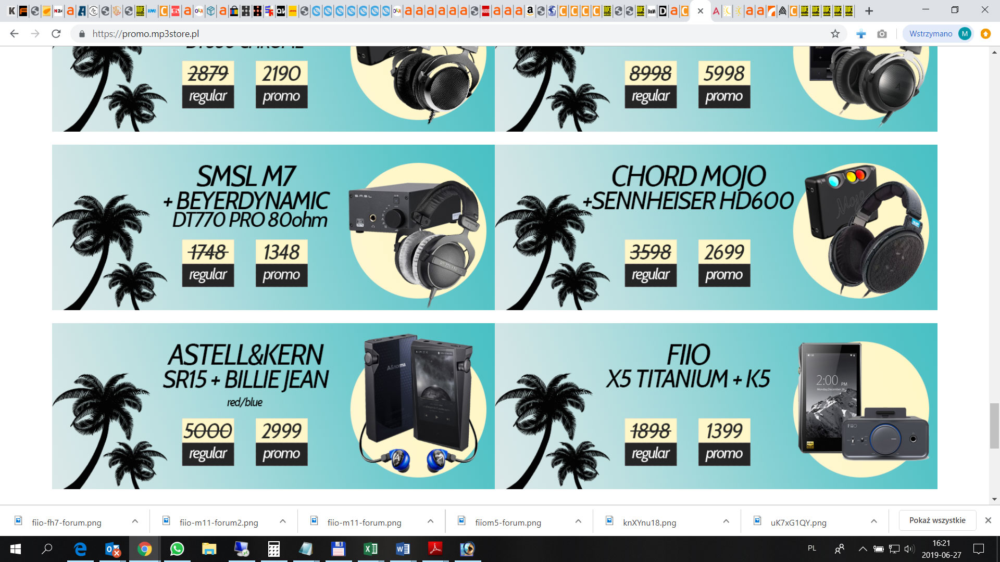 https://promo.mp3store.pl
Wstrzymano M
2879 2190
regular promo
8998 5998
regular promo
SMSL M7
+ BEYERDYNAMIC
DT770 PRO 80ohm
1748 1348
regular promo
S.M.S.L
CHORD MOJO
+SENNHEISER HD600
3598 2699
regular promo
Mojo
ASTELL&KERN
SR15 + BILLIE JEAN
red/blue
5000 2999
regular promo
A&norma
FIIO
X5 TITANIUM + K5
1898 1399
regular promo
2:00 PM
FiiO
fiio-fh7-forum.png
fiio-m11-forum2.png
fiio-m11-forum.png
fiiom5-forum.png
knXYnu18.png
uK7xG1QY.png
Pokaż wszystkie
PL
16:21
2019-06-27